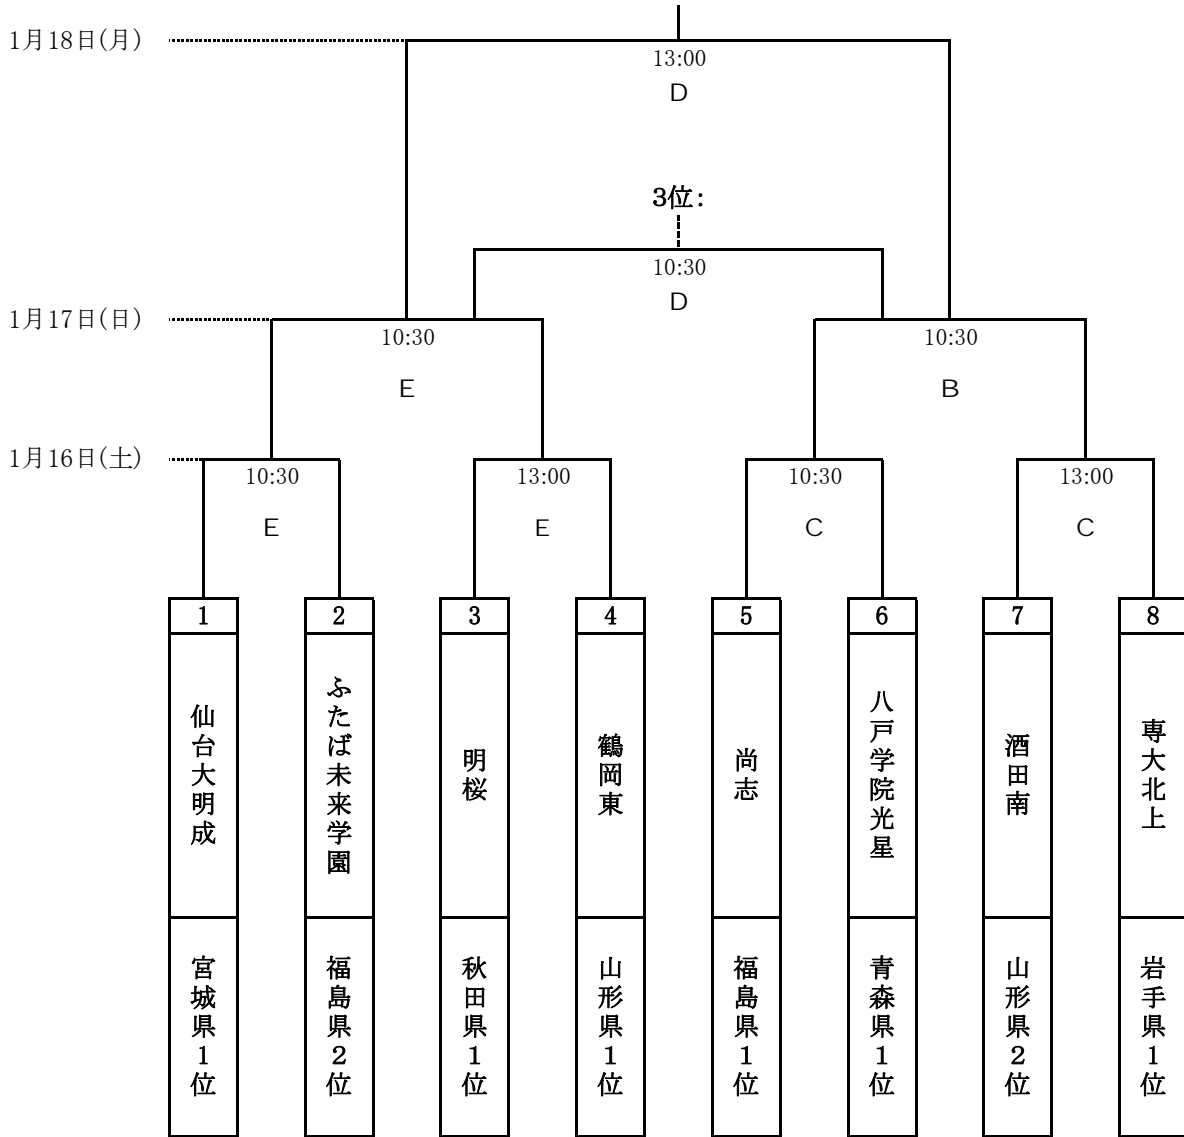 1月18日(月)
13:00
D
3位：
10:30
D
1月17日(日)
10:30
10:30
E
B
1月16日(土)
10:30
13:00
10:30
13:00
E
E
C
C
1
2
3
4
5
6
7
8
仙台大明成
ふたば未来学園
明桜
鶴岡東
尚志
八戸学院光星
酒田南
専大北上
宮城県1位
福島県2位
秋田県1位
山形県1位
福島県1位
青森県1位
山形県2位
岩手県1位